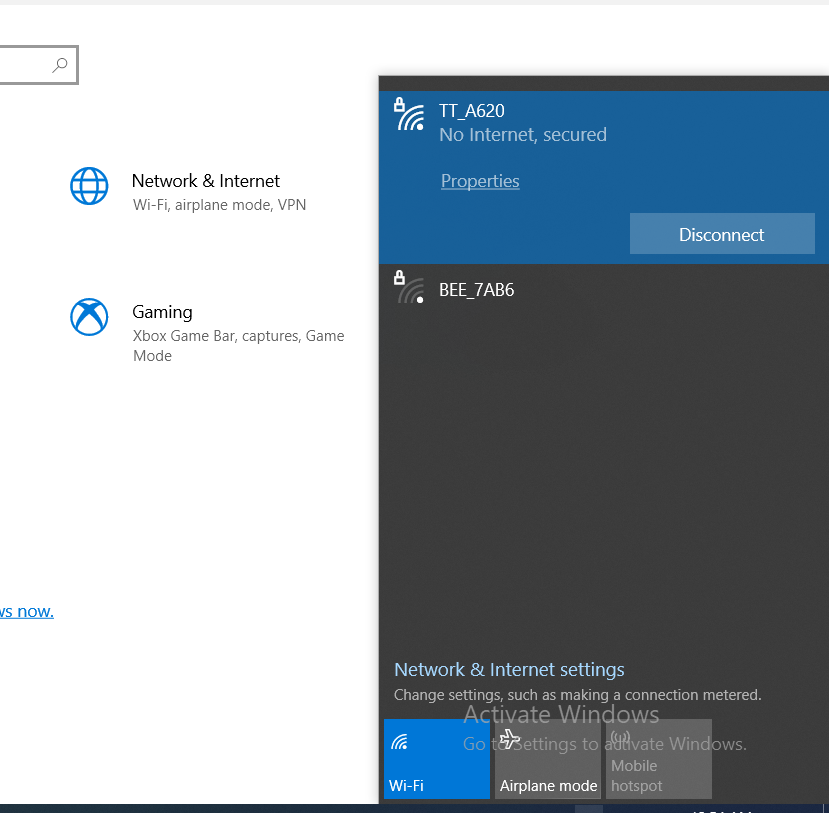 Network & Internet
Wi-Fi, airplane mode, VPN
Gaming
Xbox Game Bar, captures, Game
Mode
now.
TT_A620
No Internet, secured
Properties
Disconnect
BEE_7AB6
Network & Internet settings
Change settings, such as making a connection metered.
Activate Windows
Go to Settings to activate Windows.
Wi-Fi
Airplane mode
Mobile
hotspot